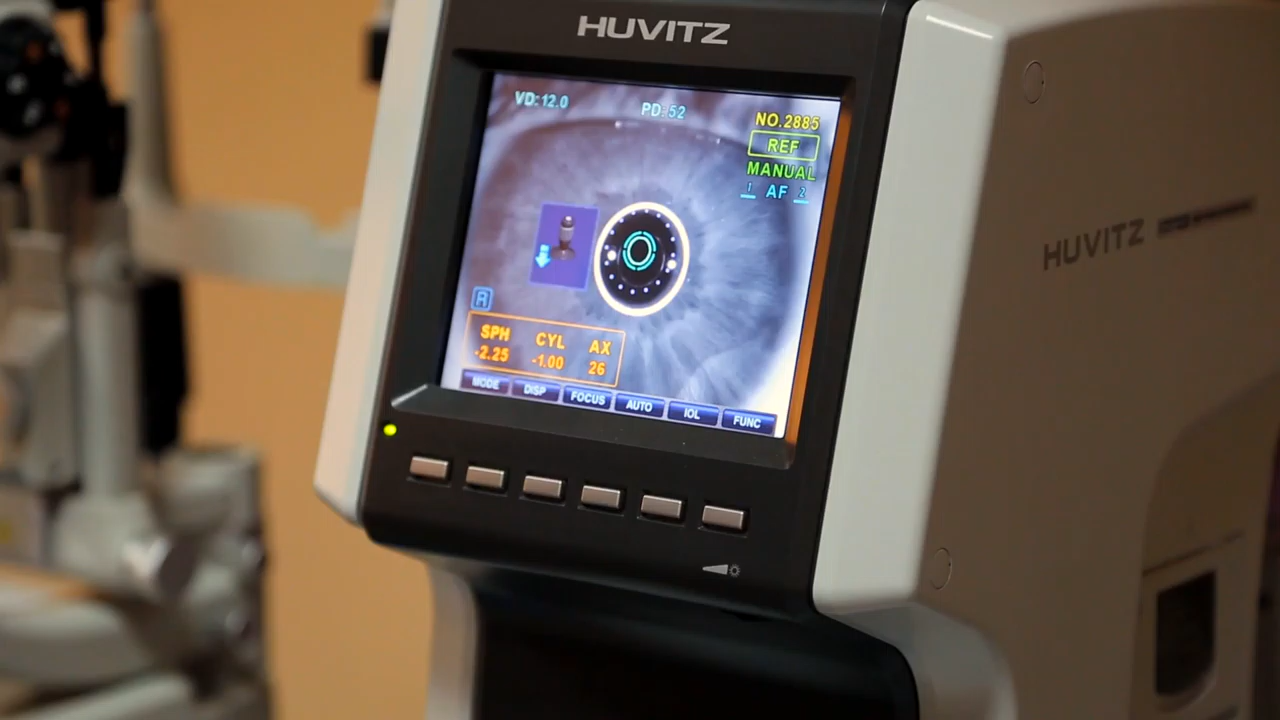 HUVITZ
VD:12.0 PD:52
NO.2885
REF
MANUAL
1 AF 2
R
SPH CYL AX
-2.25 -1.00 26
MODE DISP FOCUS AUTO IOL FUNC
HUVITZ